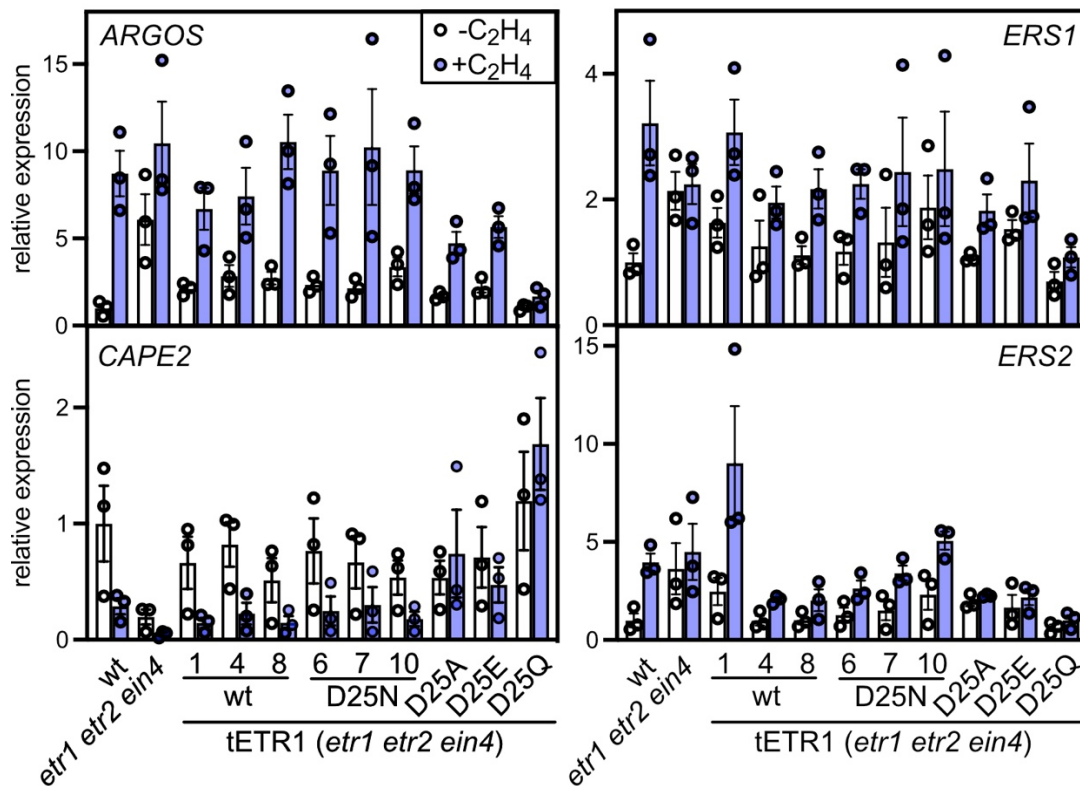 ARGOS
-C₂H₄
+C₂H₄
relative expression
15
10
5
0
ERS1
4
2
0
CAPE2
relative expression
2
1
0
ERS2
15
10
5
0
wt
etr1 etr2 ein4
1 4 8
wt
6 7 10
D25N
D25A
D25E
D25Q
tETR1 (etr1 etr2 ein4)
wt
etr1 etr2 ein4
1 4 8
wt
6 7 10
D25N
D25A
D25E
D25Q
tETR1 (etr1 etr2 ein4)